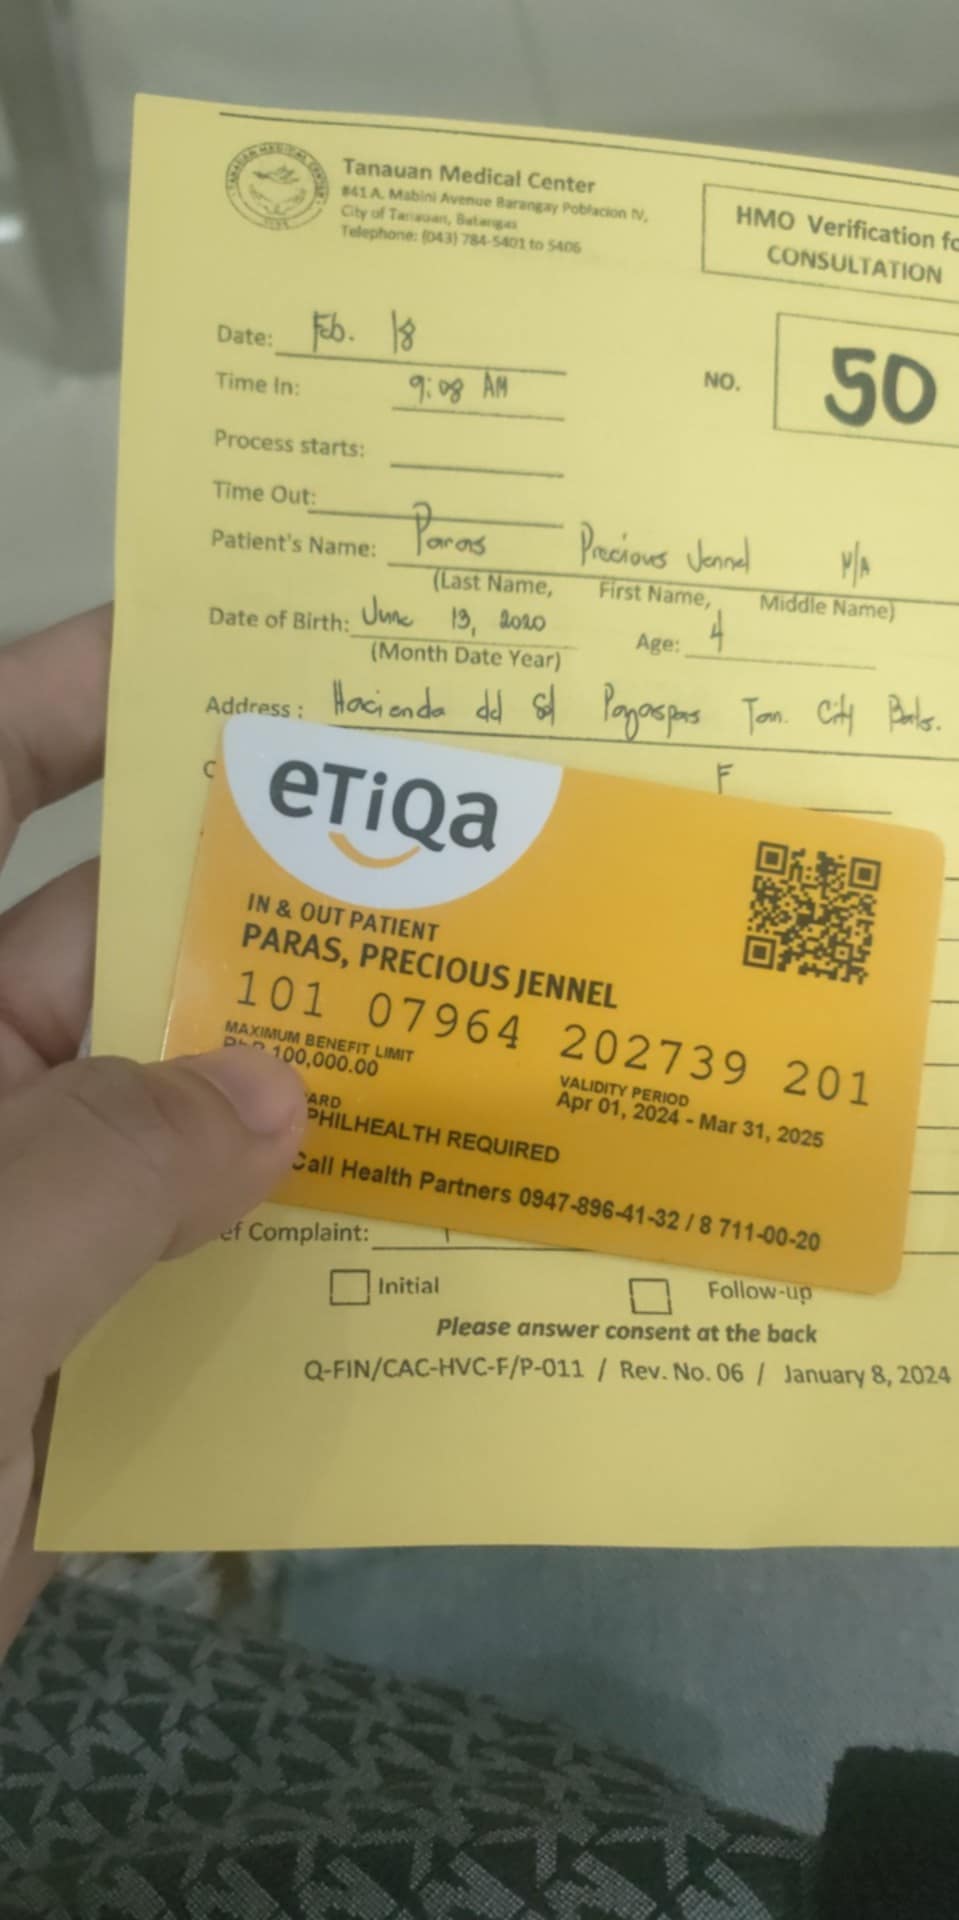 TANAUAN MEDICAL CENTER
Tanauan Medical Center
#41 A. Mabini Avenue Barangay Poblacion IV,
City of Tanauan, Batangas
Telephone: (043) 784-5401 to 5406
HMO Verification fo
CONSULTATION
Date: Feb. 18
Time In: 9:08 AM
NO. 50
Process starts:
Time Out:
Patient's Name: Paras Precious Jennel N/A
(Last Name, First Name, Middle Name)
Date of Birth: June 13, 2020 Age: 4
(Month Date Year)
Address: Hacienda dd Sol Pagaspas Tan. City Bats.
F
eTiQa
IN & OUT PATIENT
PARAS, PRECIOUS JENNEL
101 07964 202739 201
MAXIMUM BENEFIT LIMIT
100,000.00
VALIDITY PERIOD
Apr 01, 2024 - Mar 31, 2025
ARD
PHILHEALTH REQUIRED
Call Health Partners 0947-896-41-32 / 8 711-00-20
ef Complaint:
Initial
Follow-up
Please answer consent at the back
Q-FIN/CAC-HVC-F/P-011 / Rev. No. 06 / January 8, 2024